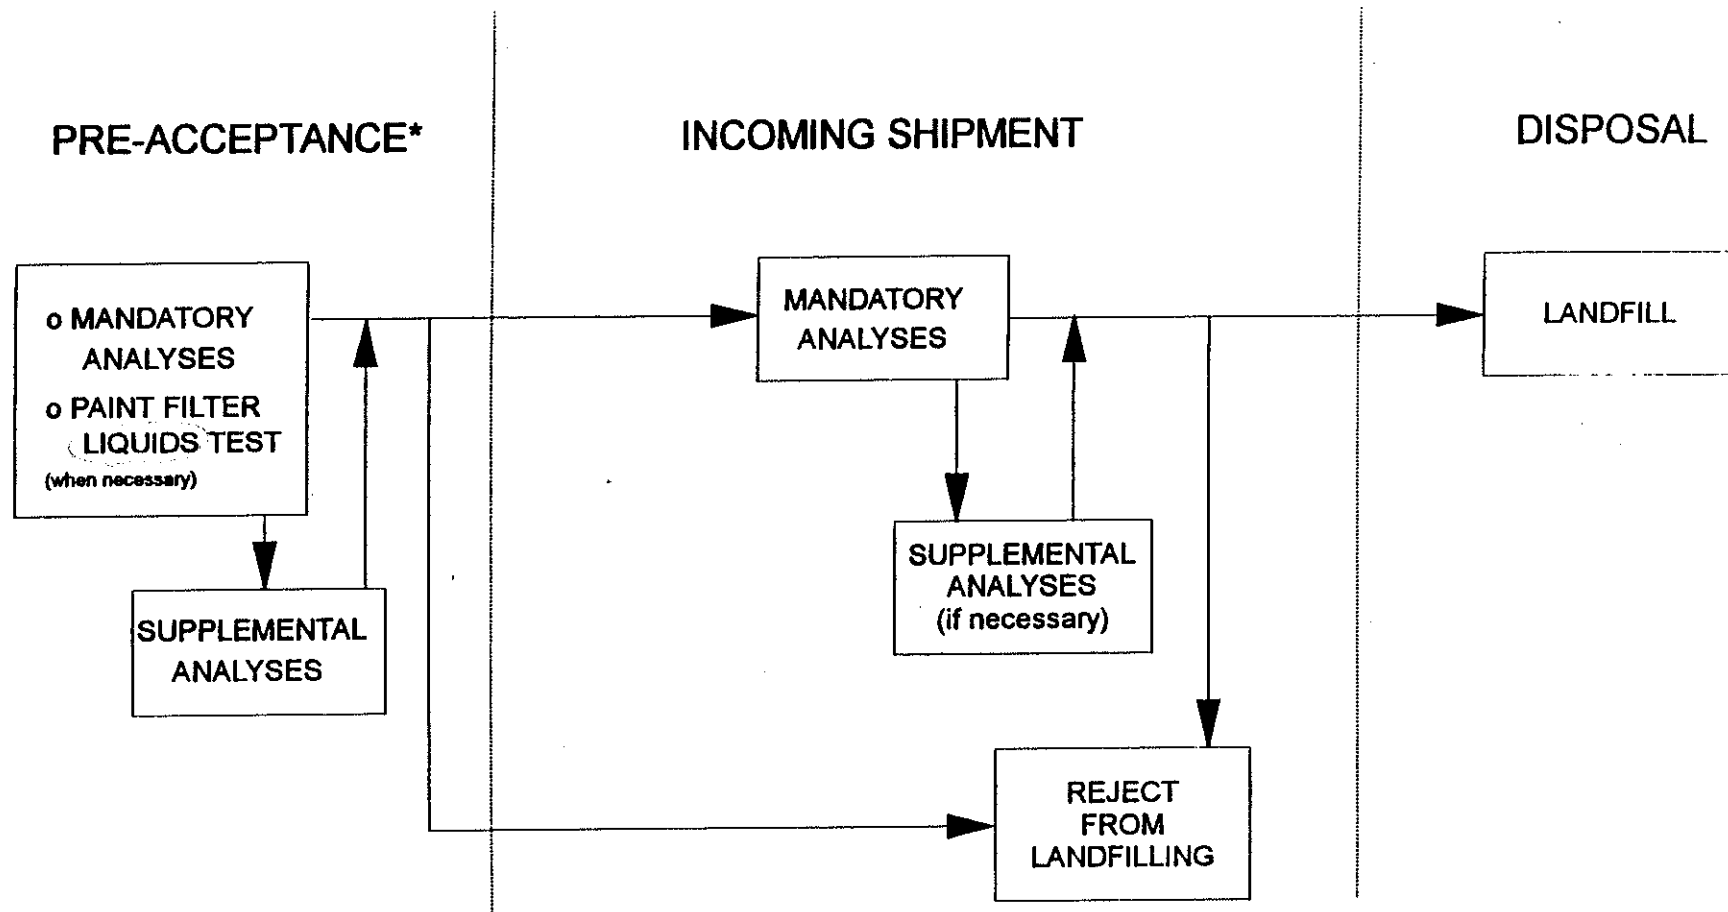 PRE-ACCEPTANCE*
INCOMING SHIPMENT
DISPOSAL
o MANDATORY
ANALYSES
o PAINT FILTER
LIQUIDS TEST
(when necessary)
SUPPLEMENTAL
ANALYSES
MANDATORY
ANALYSES
SUPPLEMENTAL
ANALYSES
(if necessary)
REJECT
FROM
LANDFILLING
LANDFILL